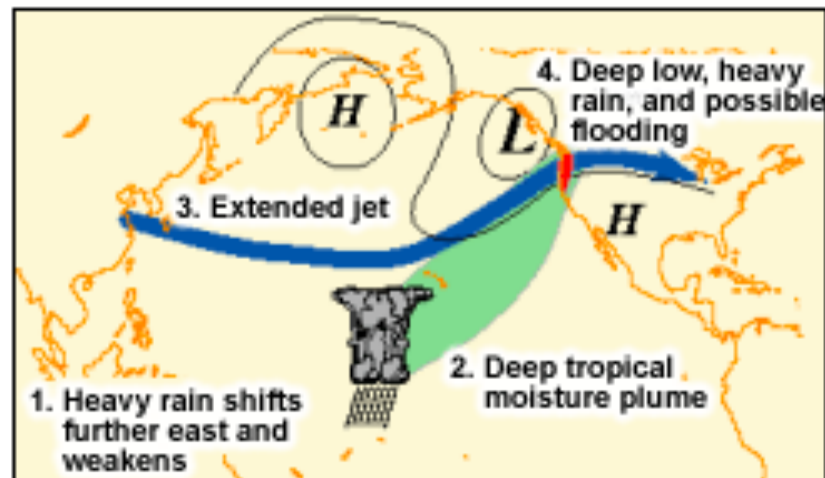 H
L
4. Deep low, heavy
rain, and possible
flooding
3. Extended jet
H
2. Deep tropical
moisture plume
1. Heavy rain shifts
further east and
weakens